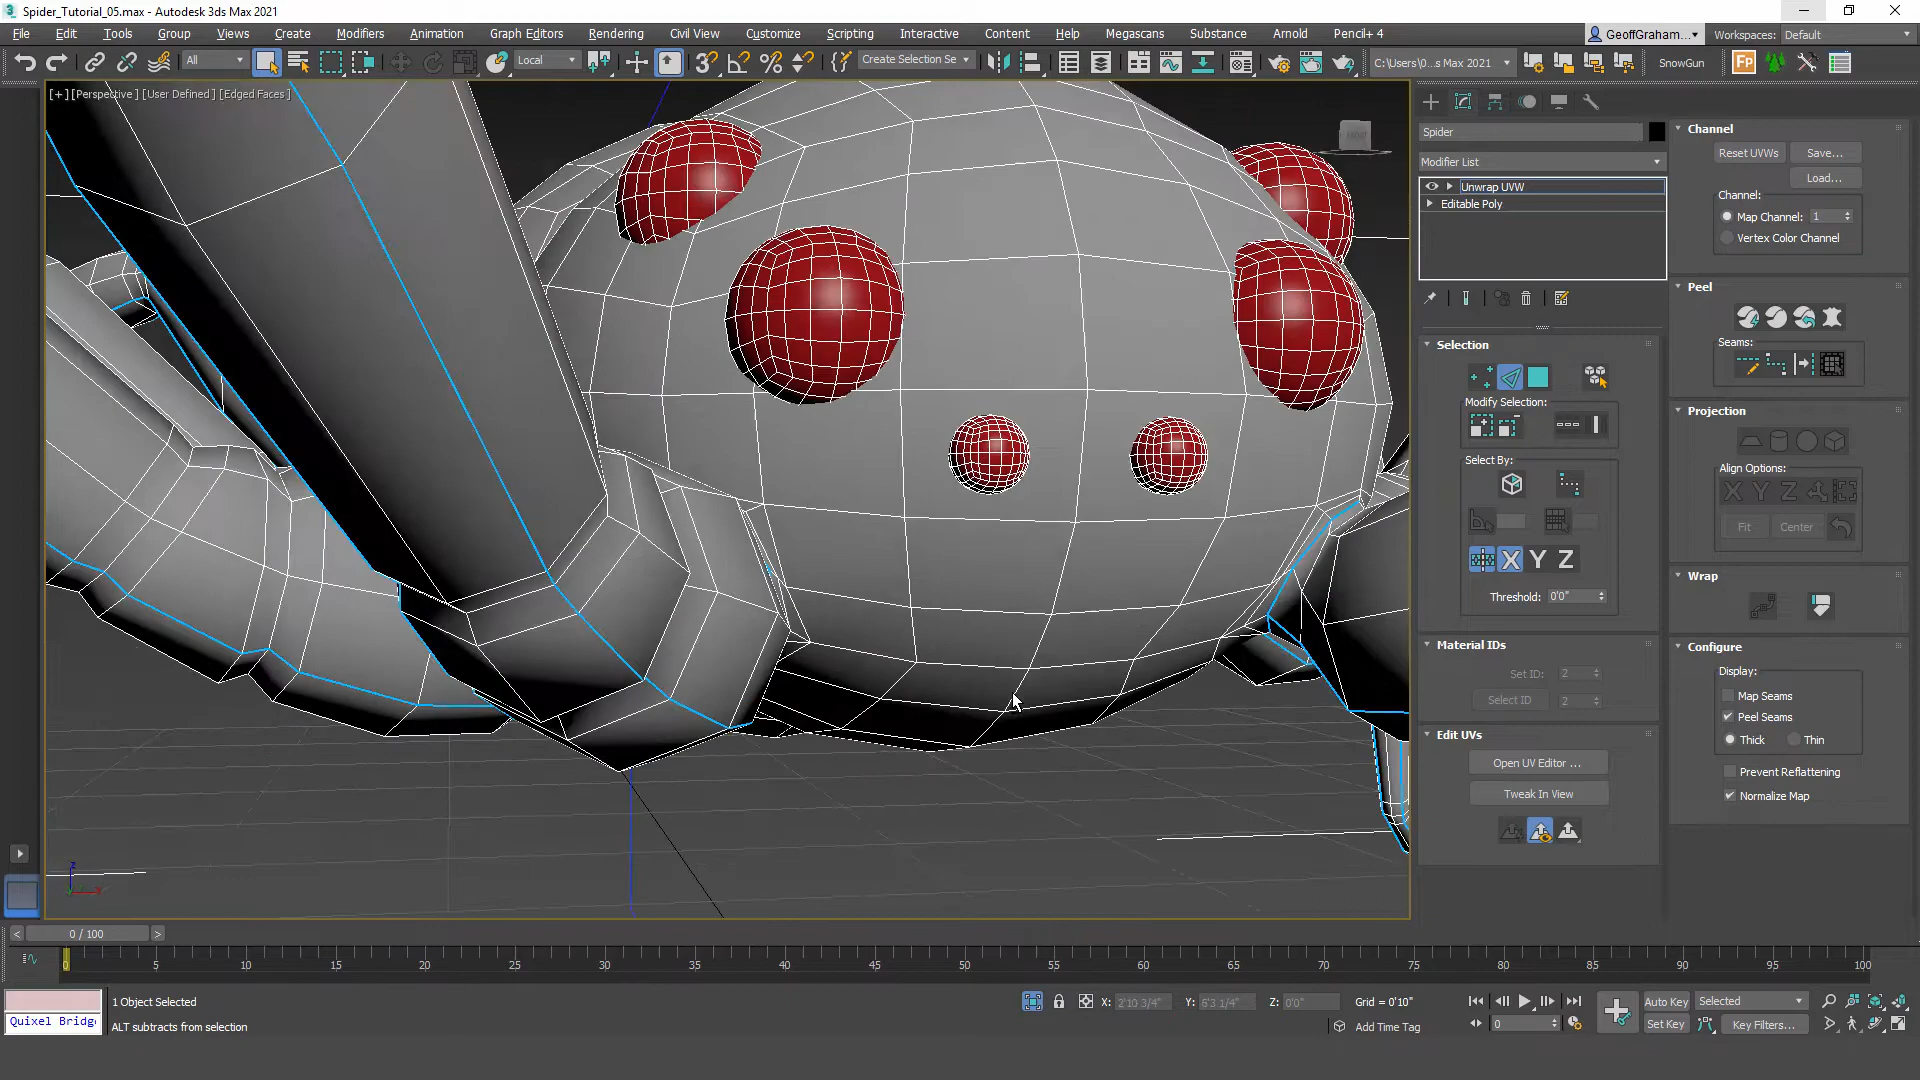 Spider_Tutorial_05.max - Autodesk 3ds Max 2021
File Edit Tools Group Views Create Modifiers Animation Graph Editors Rendering Civil View Customize Scripting Interactive Content Help Megascans Substance Arnold Pencil+ 4 GeoffGraham... Workspaces: Default
All Local Create Selection Se C:\Users\0...s Max 2021 SnowGun
[+] [Perspective] [User Defined] [Edged Faces]
Spider
Modifier List
Unwrap UVW
Editable Poly
Selection
Modify Selection:
Select By:
X Y Z
Threshold: 0'0"
Material IDs
Set ID: 2
Select ID 2
Edit UVs
Open UV Editor ...
Tweak In View
Channel
Reset UVWs Save...
Load...
Channel:
Map Channel: 1
Vertex Color Channel
Peel
Seams:
Projection
Align Options:
X Y Z
Fit Center
Wrap
Configure
Display:
Map Seams
Peel Seams
Thick Thin
Prevent Reflattening
Normalize Map
z
< 0 / 100 >
0 5 10 15 20 25 30 35 40 45 50 55 60 65 70 75 80 85 90 95 100
1 Object Selected X: 2'10 3/4" Y: 6'3 1/4" Z: 0'0" Grid = 0'10" Auto Key Selected
Quixel Bridg ALT subtracts from selection Add Time Tag 0 Set Key Key Filters...